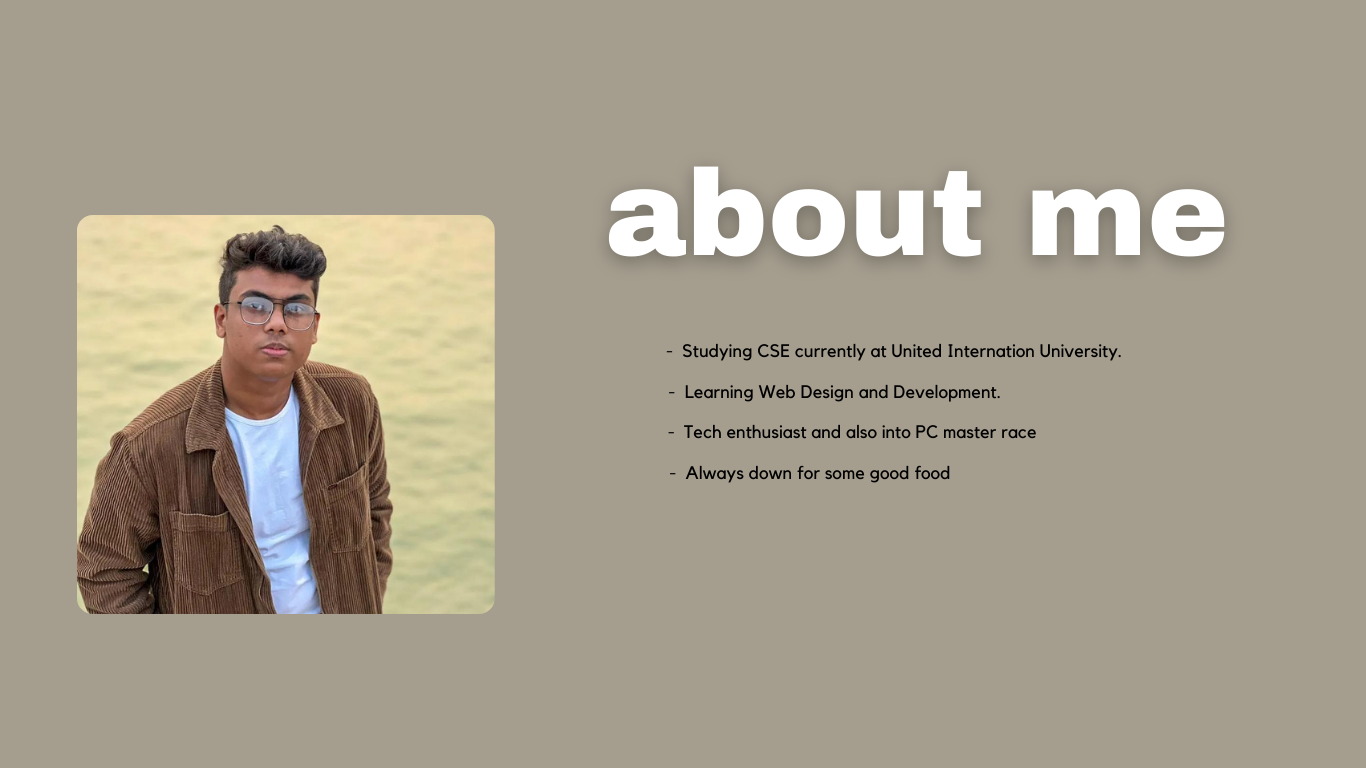 about me
- Studying CSE currently at United Internation University.
- Learning Web Design and Development.
- Tech enthusiast and also into PC master race
- Always down for some good food